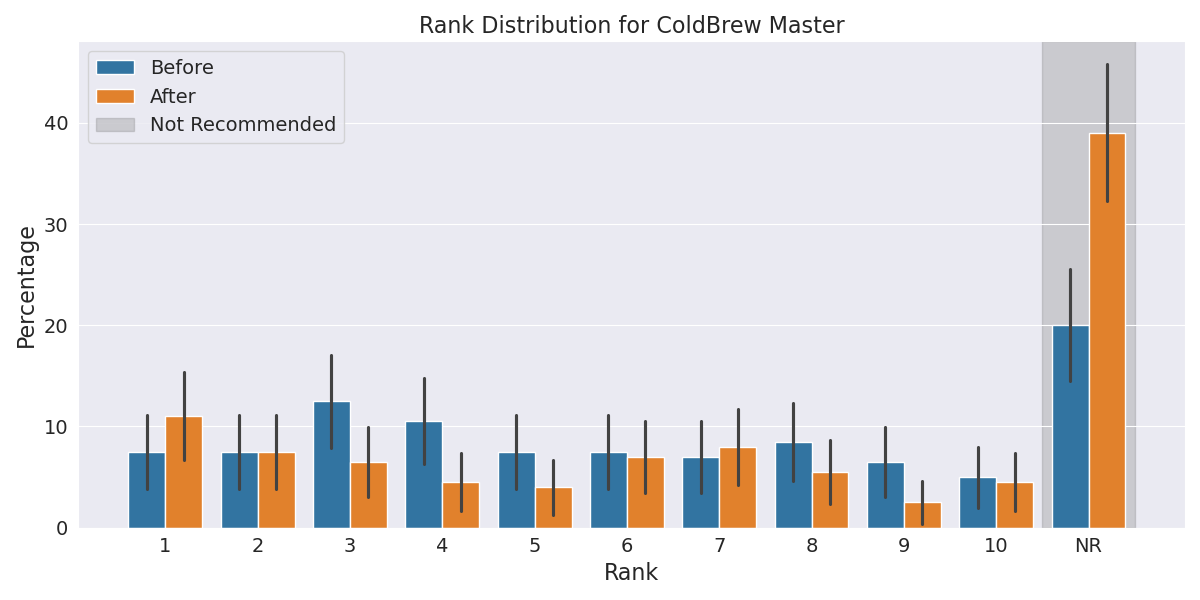 Rank Distribution for ColdBrew Master
Before
After
Not Recommended
Percentage
40
30
20
10
0
1 2 3 4 5 6 7 8 9 10 NR
Rank